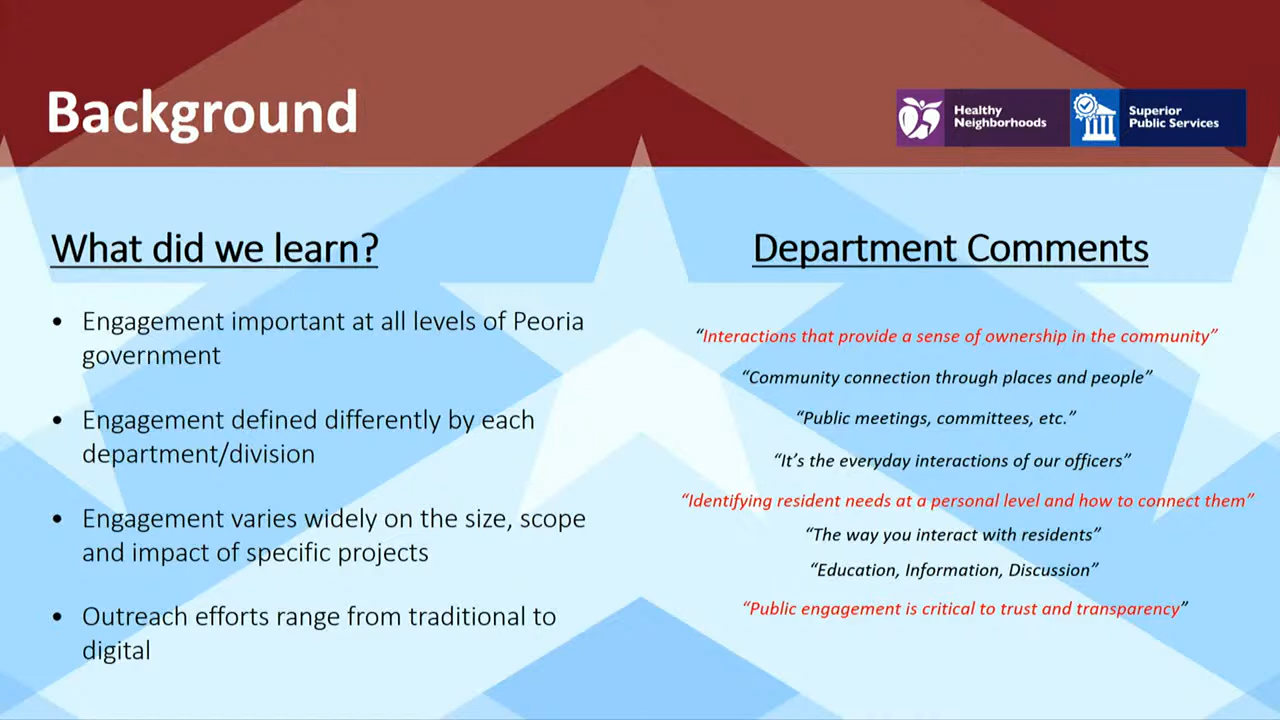 Background
Healthy
Neighborhoods
Superior
Public Services
What did we learn?
• Engagement important at all levels of Peoria
government
• Engagement defined differently by each
department/division
• Engagement varies widely on the size, scope
and impact of specific projects
• Outreach efforts range from traditional to
digital
Department Comments
“Interactions that provide a sense of ownership in the community”
“Community connection through places and people”
“Public meetings, committees, etc.”
“It’s the everyday interactions of our officers”
“Identifying resident needs at a personal level and how to connect them”
“The way you interact with residents”
“Education, Information, Discussion”
“Public engagement is critical to trust and transparency”